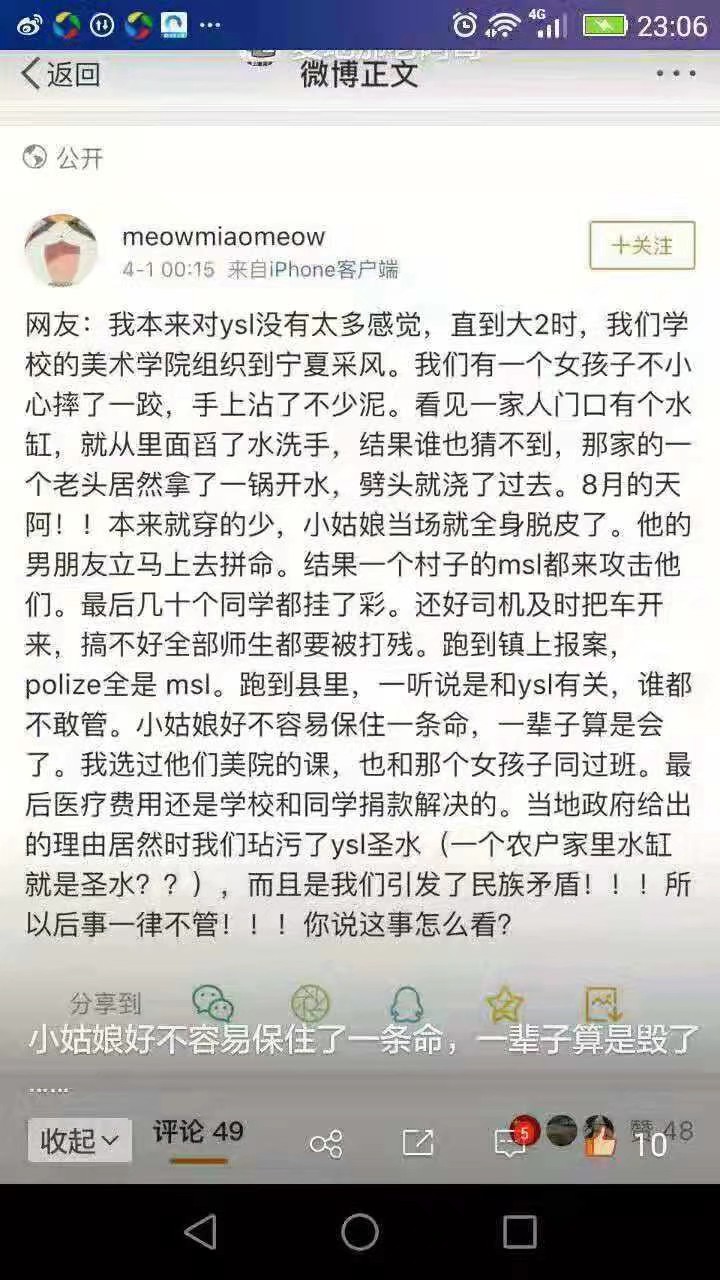 4G 23:06
返回 微博正文
公开
meowmiaomeow
十关注
4-1 00:15 来自iPhone客户端
网友：我本来对ysl没有太多感觉，直到大2时，我们学
校的美术学院组织到宁夏采风。我们有一个女孩子不小
心摔了一跤，手上沾了不少泥。看见一家人门口有个水
缸，就从里面舀了水洗手，结果谁也猜不到，那家的一
个老头居然拿了一锅开水，劈头就浇了过去。8月的天
阿！！本来就穿的少，小姑娘当场就全身脱皮了。他的
男朋友立马上去拼命。结果一个村子的msl都来攻击他
们。最后几十个同学都挂了彩。还好司机及时把车开
来，搞不好全部师生都要被打残。跑到镇上报案，
polize全是 msl。跑到县里，一听说是和ysl有关，谁都
不敢管。小姑娘好不容易保住一条命，一辈子算是会
了。我选过他们美院的课，也和那个女孩子同过班。最
后医疗费用还是学校和同学捐款解决的。当地政府给出
的理由居然时我们玷污了ysl圣水（一个农户家里水缸
就是圣水？？），而且是我们引发了民族矛盾！！！所
以后事一律不管！！！你说这事怎么看？
分享到
小姑娘好不容易保住了一条命，一辈子算是毁了
……
收起 评论 49 5 10 赞 48